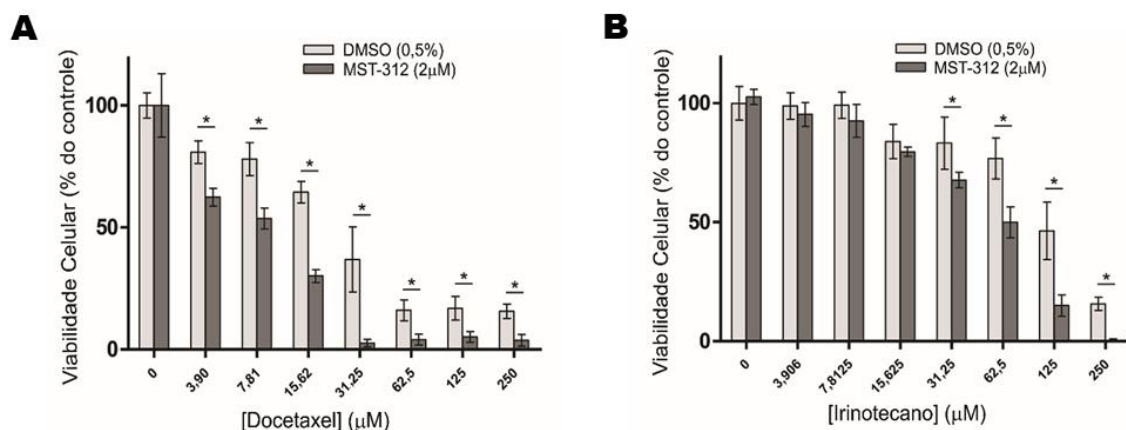 A
DMSO (0,5%)
MST-312 (2µM)
Viabilidade Celular (% do controle)
100
50
0
* * * * * * *
0 3,90 7,81 15,62 31,25 62,5 125 250
[Docetaxel] (µM)
B
DMSO (0,5%)
MST-312 (2µM)
Viabilidade Celular (% do controle)
100
50
0
* * * *
0 3,906 7,8125 15,625 31,25 62,5 125 250
[Irinotecano] (µM)